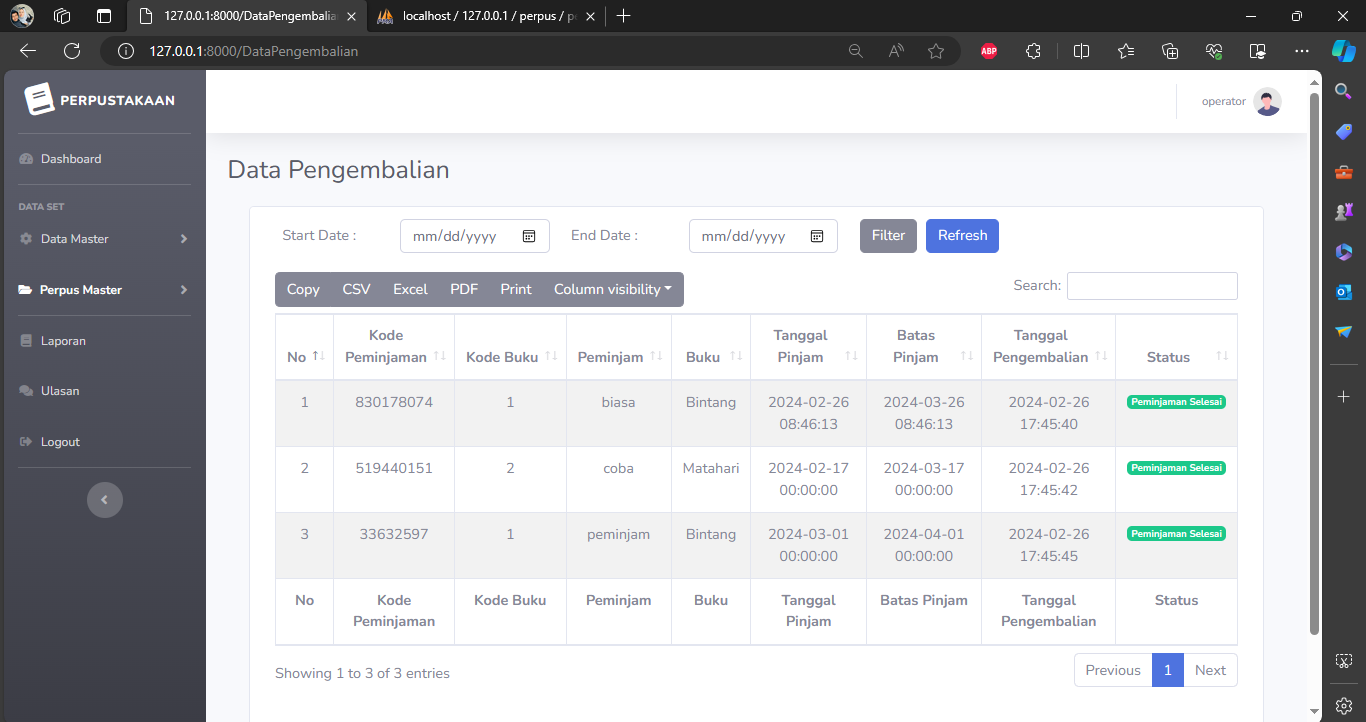 127.0.0.1:8000/DataPengembalia
localhost / 127.0.0.1 / perpus / pe
127.0.0.1:8000/DataPengembalian
ABP
PERPUSTAKAAN
operator
Dashboard
DATA SET
Data Master
Perpus Master
Laporan
Ulasan
Logout
Data Pengembalian
Start Date : mm/dd/yyyy End Date : mm/dd/yyyy Filter Refresh
Copy CSV Excel PDF Print Column visibility
Search:
No Kode Peminjaman Kode Buku Peminjam Buku Tanggal Pinjam Batas Pinjam Tanggal Pengembalian Status
1 830178074 1 biasa Bintang 2024-02-26 08:46:13 2024-03-26 08:46:13 2024-02-26 17:45:40 Peminjaman Selesai
2 519440151 2 coba Matahari 2024-02-17 00:00:00 2024-03-17 00:00:00 2024-02-26 17:45:42 Peminjaman Selesai
3 33632597 1 peminjam Bintang 2024-03-01 00:00:00 2024-04-01 00:00:00 2024-02-26 17:45:45 Peminjaman Selesai
No Kode Peminjaman Kode Buku Peminjam Buku Tanggal Pinjam Batas Pinjam Tanggal Pengembalian Status
Showing 1 to 3 of 3 entries
Previous 1 Next